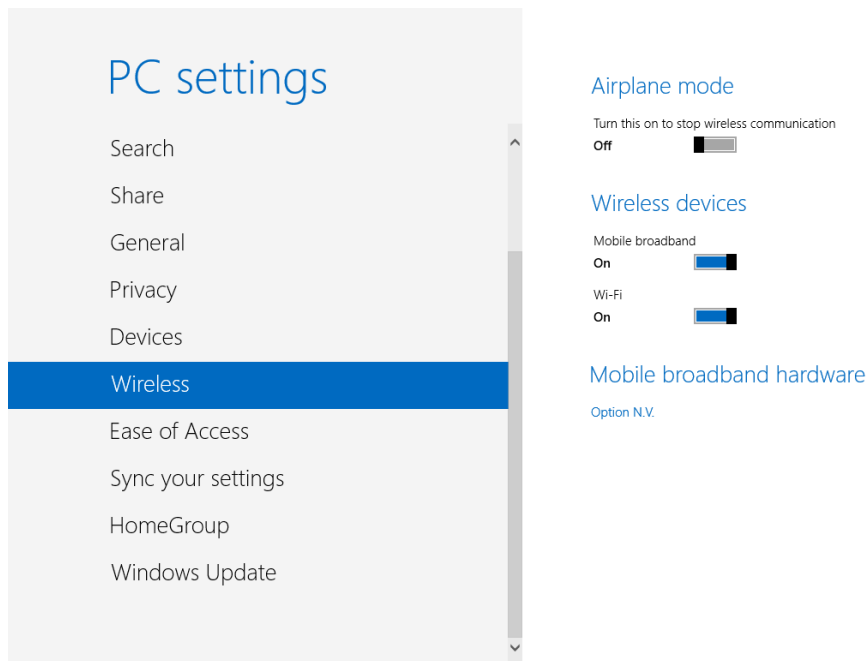 PC settings
Search
Share
General
Privacy
Devices
Wireless
Ease of Access
Sync your settings
HomeGroup
Windows Update
Airplane mode
Turn this on to stop wireless communication
Off
Wireless devices
Mobile broadband
On
Wi-Fi
On
Mobile broadband hardware
Option N.V.